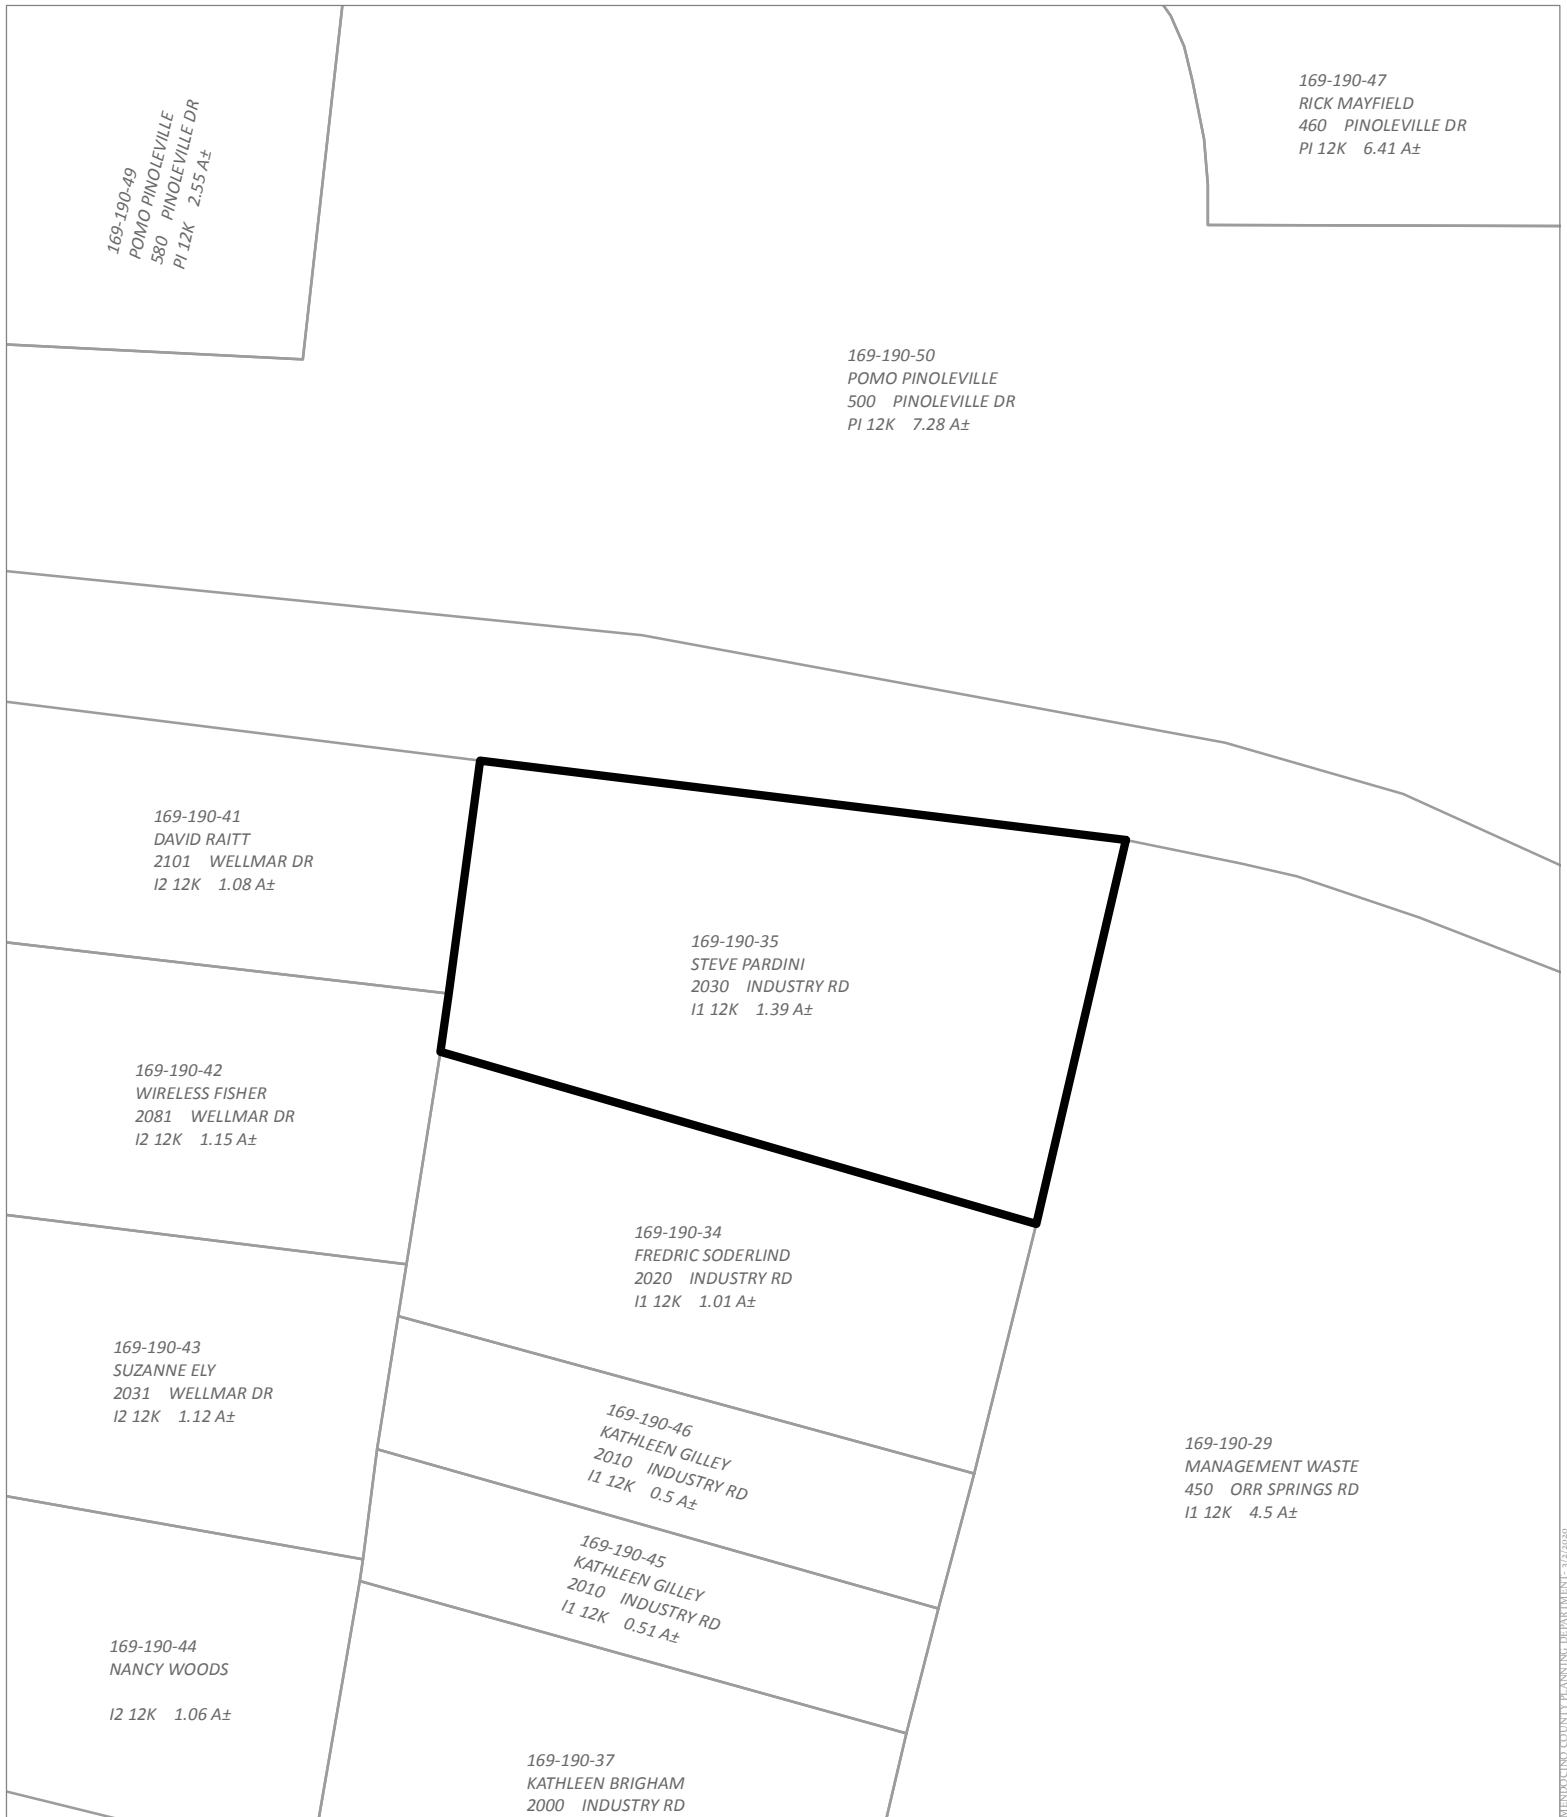 169-190-49
POMO PINOLEVILLE
580 PINOLEVILLE DR
PI 12K 2.55 A±
169-190-47
RICK MAYFIELD
460 PINOLEVILLE DR
PI 12K 6.41 A±
169-190-50
POMO PINOLEVILLE
500 PINOLEVILLE DR
PI 12K 7.28 A±
169-190-41
DAVID RAITT
2101 WELLMAR DR
I2 12K 1.08 A±
169-190-35
STEVE PARDINI
2030 INDUSTRY RD
I1 12K 1.39 A±
169-190-42
WIRELESS FISHER
2081 WELLMAR DR
I2 12K 1.15 A±
169-190-34
FREDRIC SODERLIND
2020 INDUSTRY RD
I1 12K 1.01 A±
169-190-43
SUZANNE ELY
2031 WELLMAR DR
I2 12K 1.12 A±
169-190-46
KATHLEEN GILLEY
2010 INDUSTRY RD
I1 12K 0.5 A±
169-190-29
MANAGEMENT WASTE
450 ORR SPRINGS RD
I1 12K 4.5 A±
169-190-45
KATHLEEN GILLEY
2010 INDUSTRY RD
I1 12K 0.51 A±
169-190-44
NANCY WOODS
I2 12K 1.06 A±
169-190-37
KATHLEEN BRIGHAM
2000 INDUSTRY RD
MENDOCINO COUNTY PLANNING DEPARTMENT- 3/2/2020